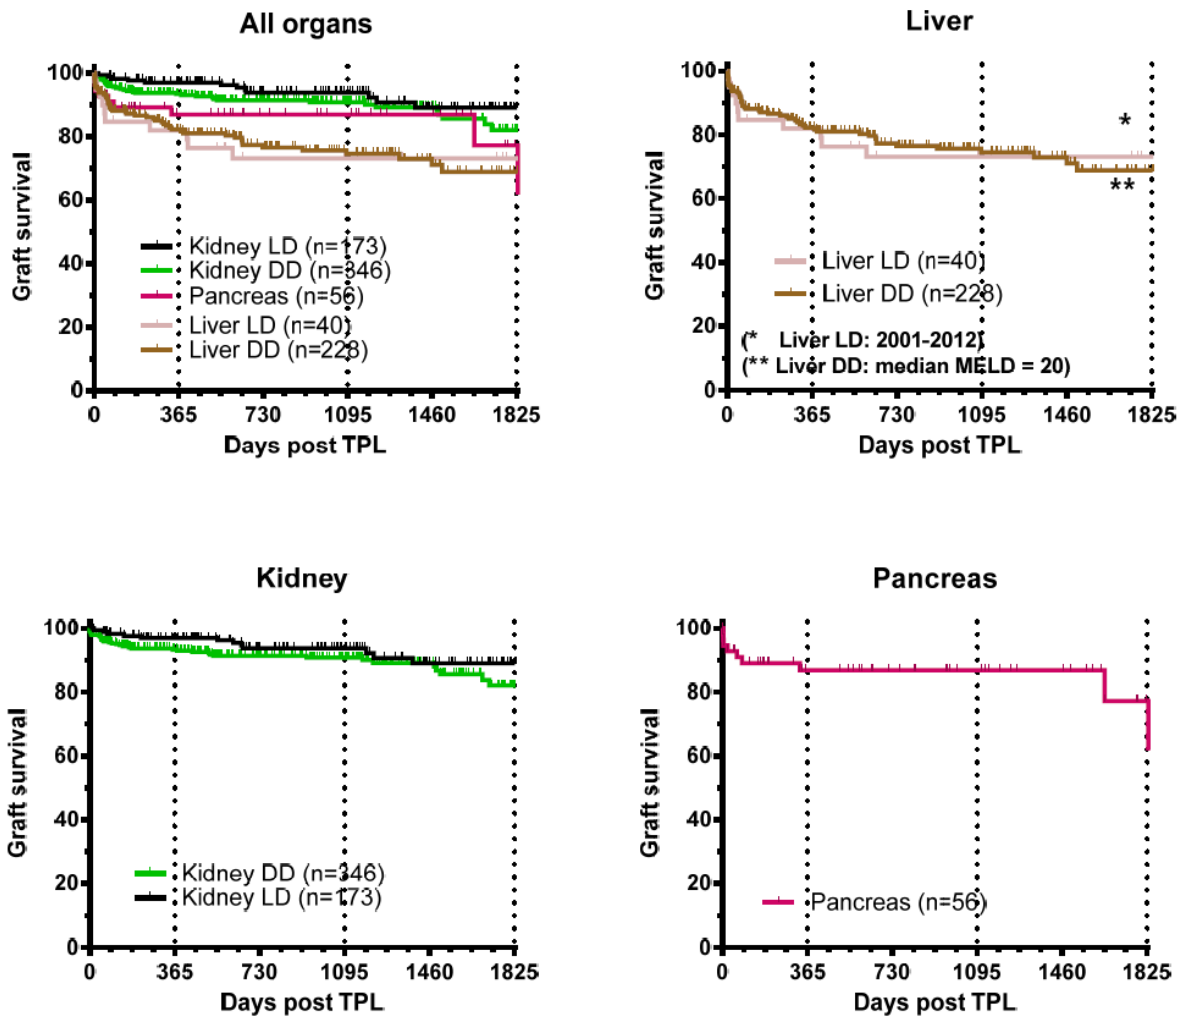 All organs
100
80
60
40
20
0
Graft survival
Kidney LD (n=173)
Kidney DD (n=346)
Pancreas (n=56)
Liver LD (n=40)
Liver DD (n=228)
0 365 730 1095 1460 1825
Days post TPL
Liver
100
80
60
40
20
0
Graft survival
*
**
Liver LD (n=40)
Liver DD (n=228)
(* Liver LD: 2001-2012)
(** Liver DD: median MELD = 20)
0 365 730 1095 1460 1825
Days post TPL
Kidney
100
80
60
40
20
0
Graft survival
Kidney DD (n=346)
Kidney LD (n=173)
0 365 730 1095 1460 1825
Days post TPL
Pancreas
100
80
60
40
20
0
Graft survival
Pancreas (n=56)
0 365 730 1095 1460 1825
Days post TPL